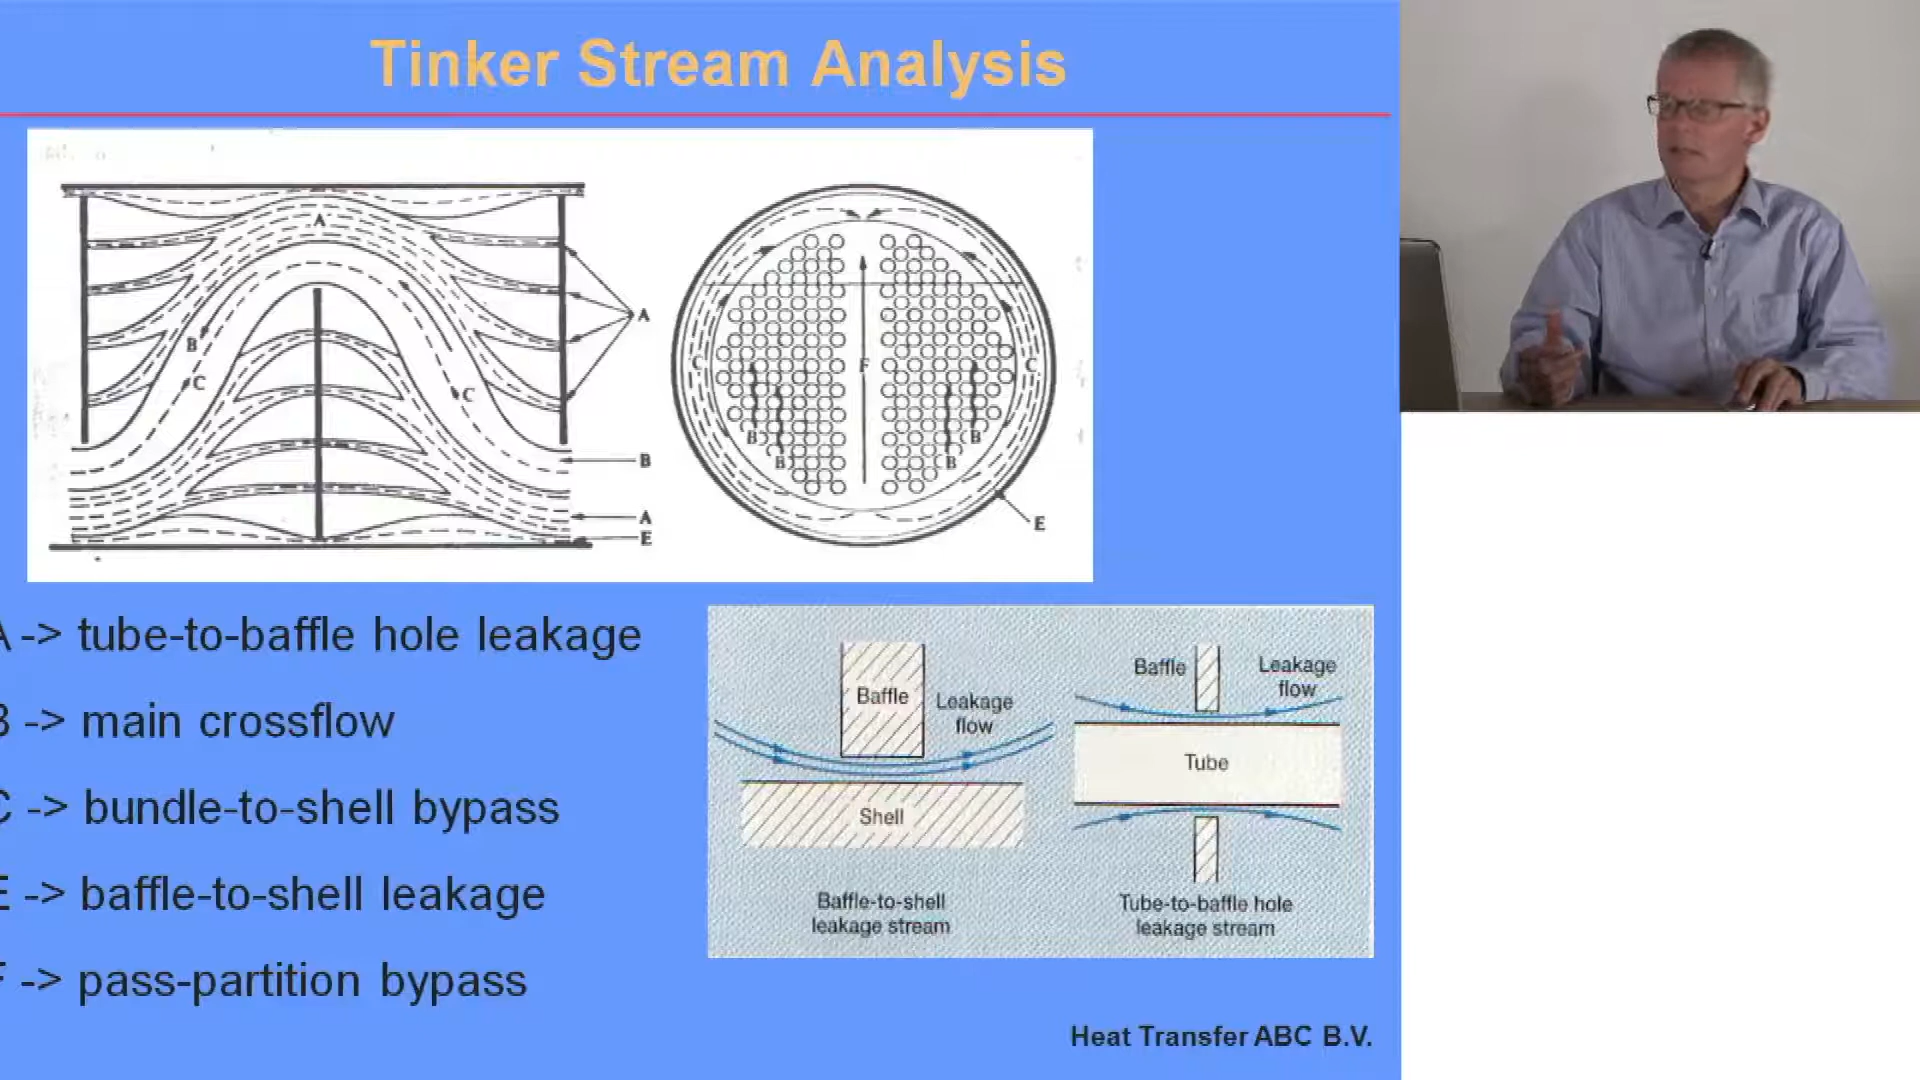 Tinker Stream Analysis
A
A
B
C
C
B
A
E
C
F
C
B
B
B
B
E
A -> tube-to-baffle hole leakage
B -> main crossflow
C -> bundle-to-shell bypass
E -> baffle-to-shell leakage
F -> pass-partition bypass
Baffle
Leakage
flow
Shell
Baffle-to-shell
leakage stream
Baffle
Leakage
flow
Tube
Tube-to-baffle hole
leakage stream
Heat Transfer ABC B.V.